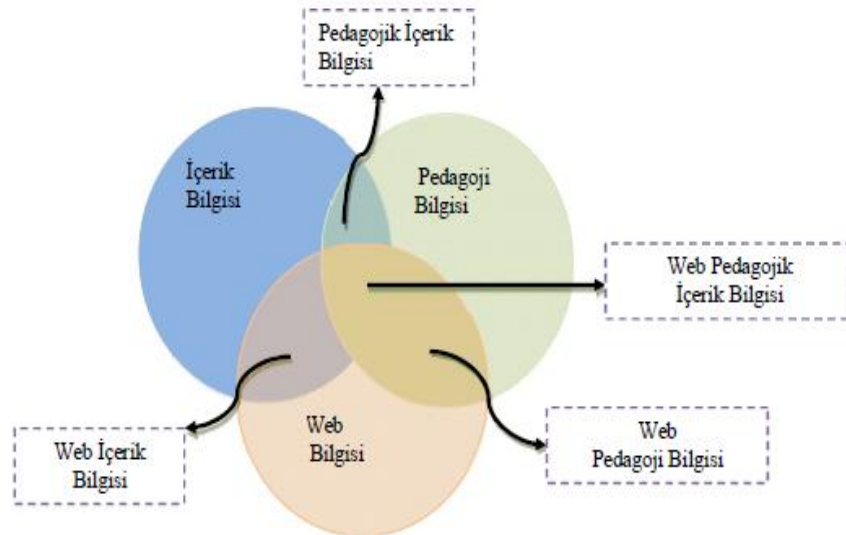 Pedagojik İçerik
Bilgisi
İçerik
Bilgisi
Pedagoji
Bilgisi
Web Pedagojik
İçerik Bilgisi
Web
Bilgisi
Web İçerik
Bilgisi
Web
Pedagoji Bilgisi